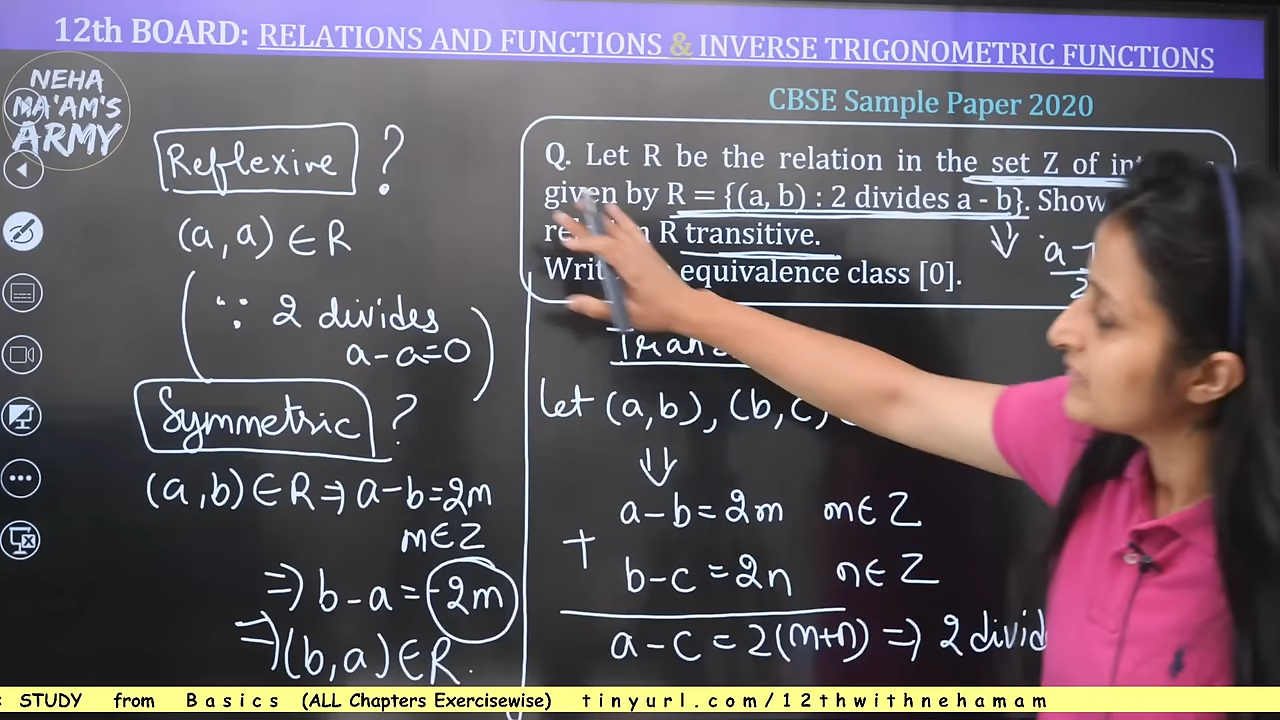 12th BOARD: RELATIONS AND FUNCTIONS & INVERSE TRIGONOMETRIC FUNCTIONS
NEHA
MA'AM'S
ARMY
CBSE Sample Paper 2020
Q. Let R be the relation in the set Z of
given by R = {(a, b) : 2 divides a - b}. Show
R transitive.
equivalence class [0].
Reflexive ?
(a, a) ∈ R
(∵ 2 divides
a-a=0)
Symmetric ?
(a, b) ∈ R ⇒ a-b=2m
m∈Z
⇒ b-a = -2m
⇒ (b, a) ∈ R.
let (a,b), (b,c)
⇓
a-b = 2m m∈Z
+
b-c = 2n n∈Z
a-c = 2(m+n) ⇒ 2
STUDY from Basics (ALL Chapters Exercisewise) tinyurl.com/12thwithnehamam